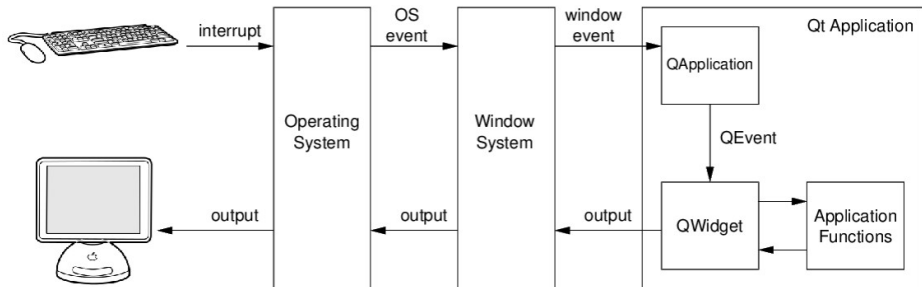 Qt Application
interrupt
OS
event
window
event
QApplication
Operating
System
Window
System
QEvent
output
output
output
QWidget
Application
Functions